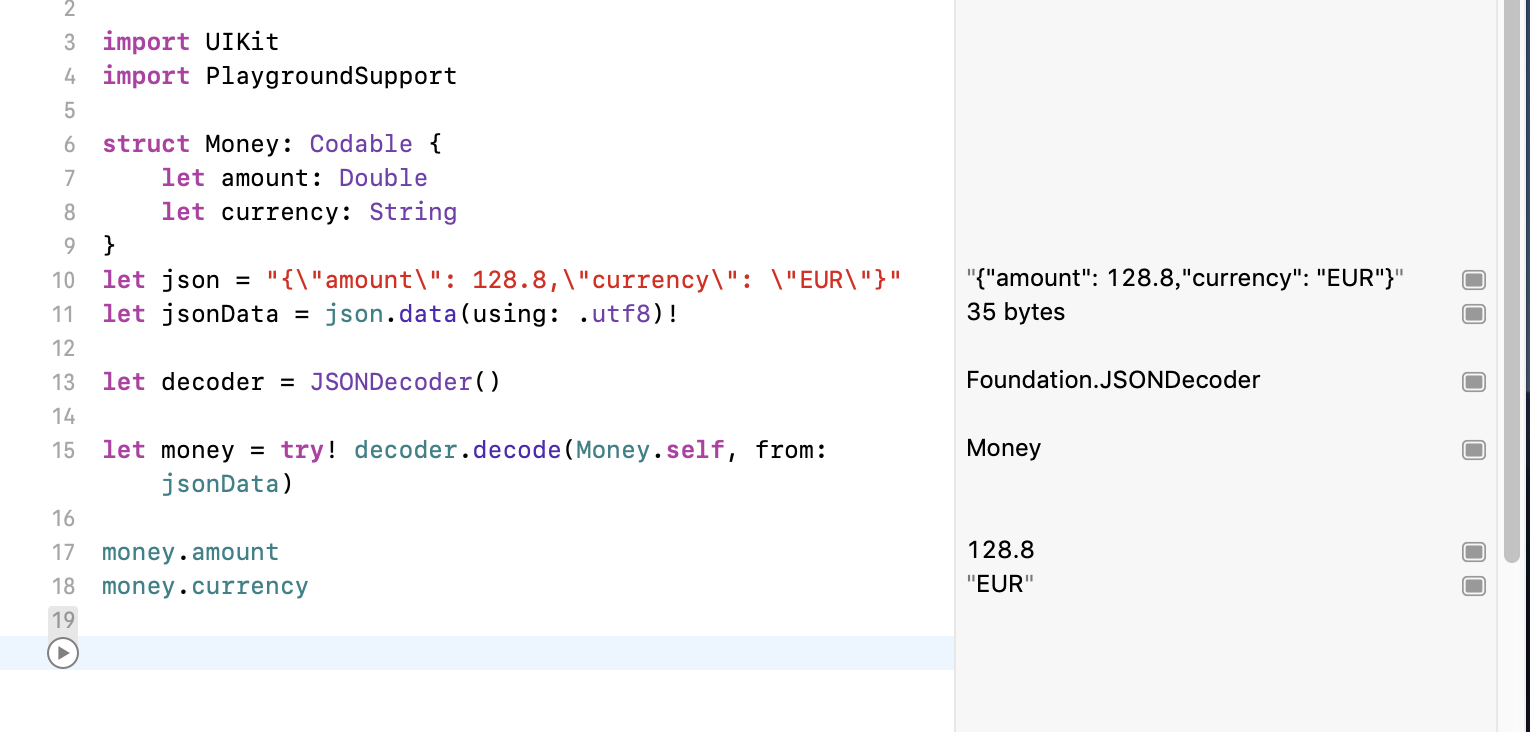 2
3 import UIKit
4 import PlaygroundSupport
5
6 struct Money: Codable {
7     let amount: Double
8     let currency: String
9 }
10 let json = "{\"amount\": 128.8,\"currency\": \"EUR\"}" "{"amount": 128.8,"currency": "EUR"}"
11 let jsonData = json.data(using: .utf8)! 35 bytes
12
13 let decoder = JSONDecoder() Foundation.JSONDecoder
14
15 let money = try! decoder.decode(Money.self, from: Money
    jsonData)
16
17 money.amount 128.8
18 money.currency "EUR"
19